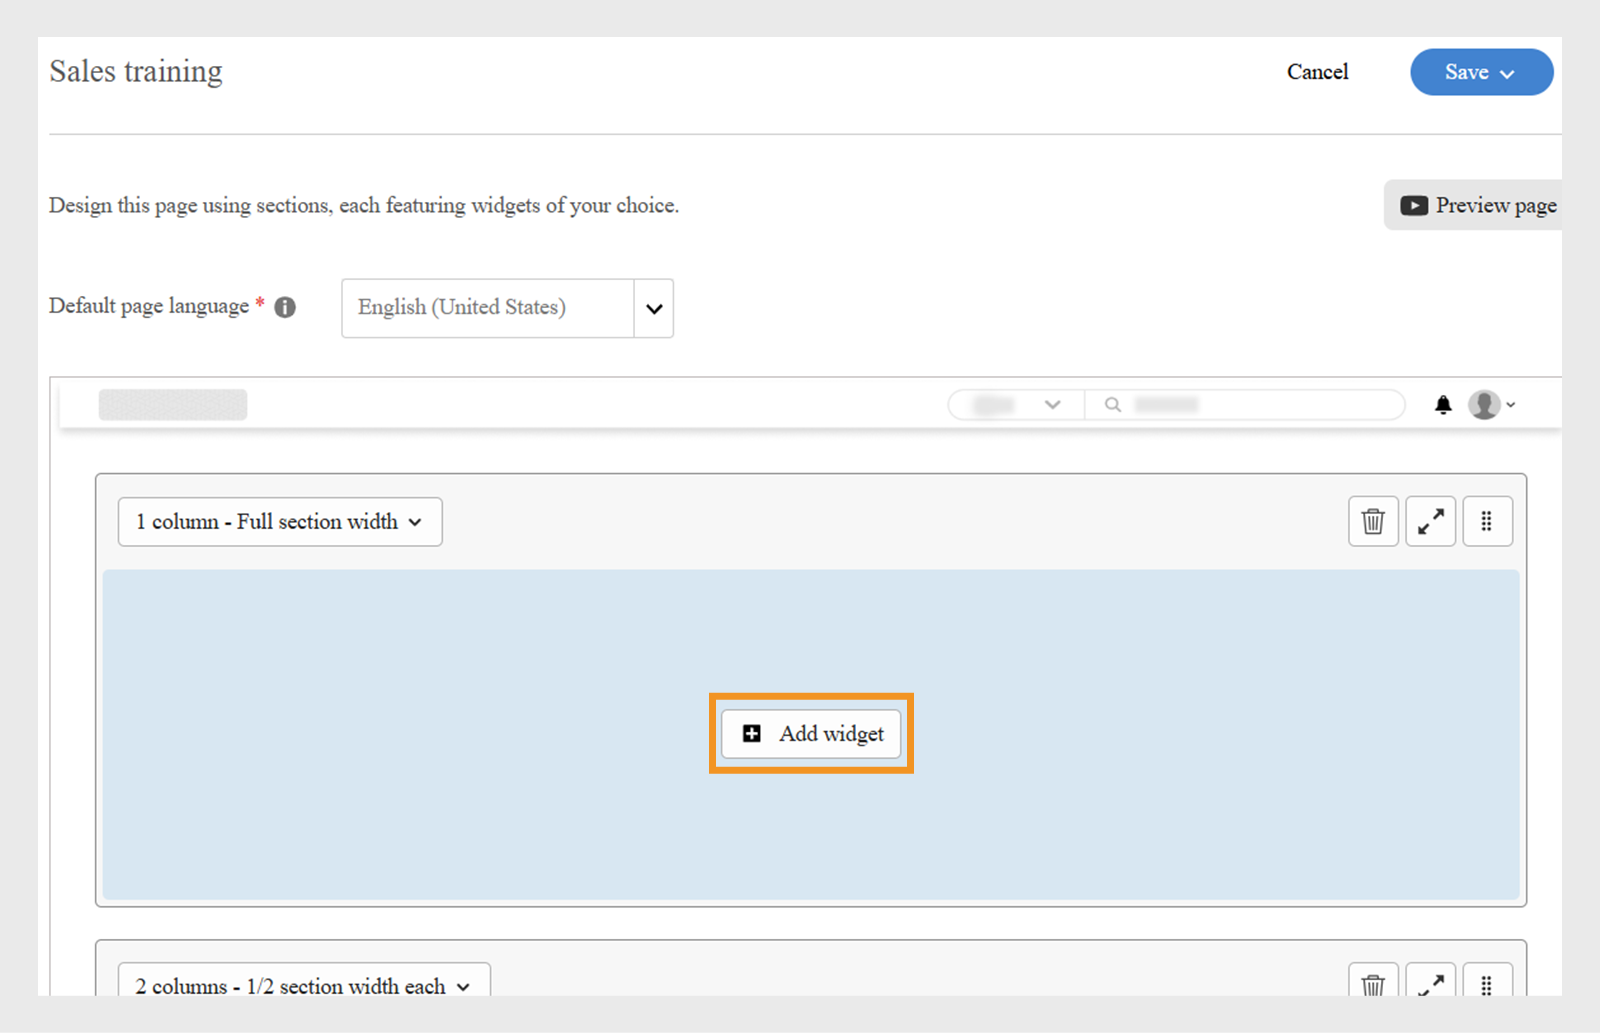 Sales training
Cancel
Save
Design this page using sections, each featuring widgets of your choice.
Preview page
Default page language *
English (United States)
1 column - Full section width
Add widget
2 columns - 1/2 section width each